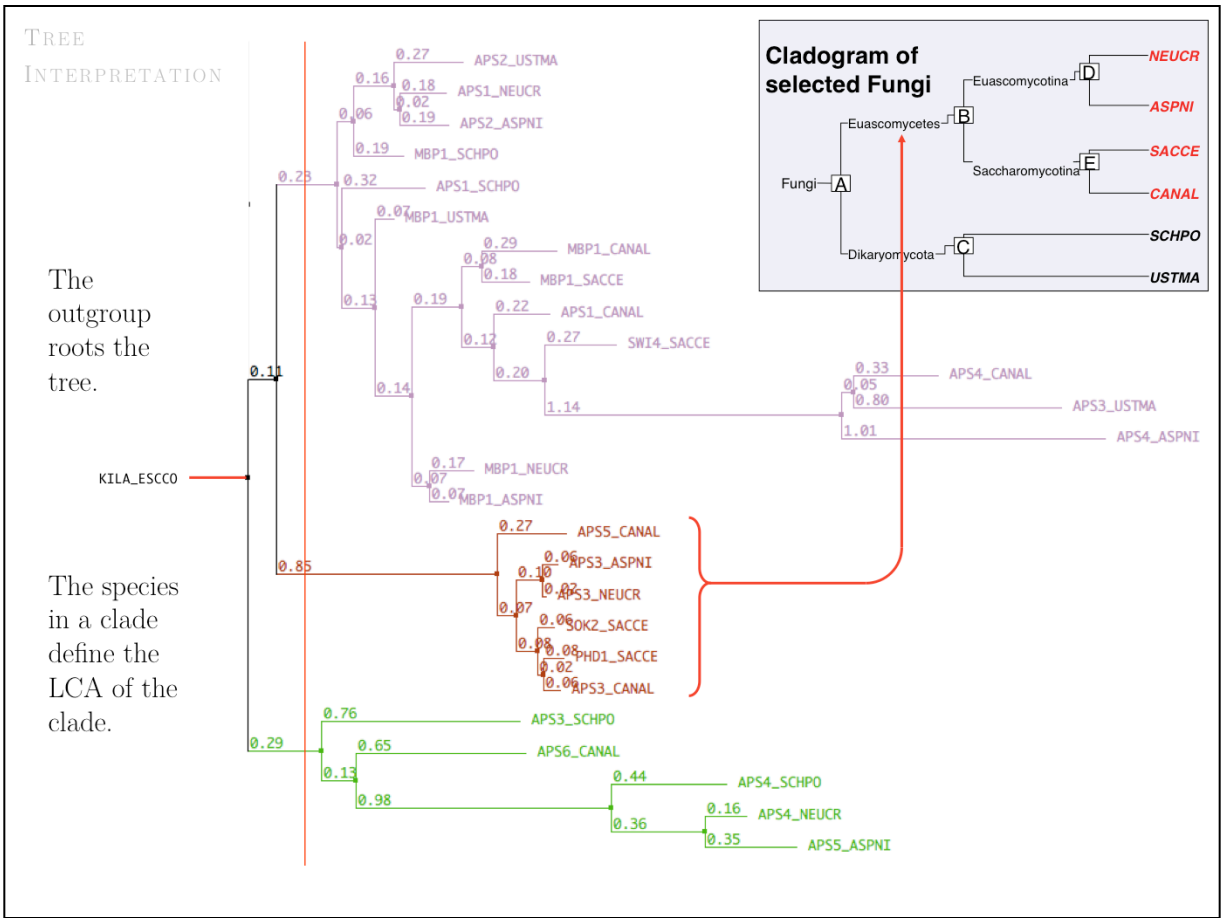 TREE
INTERPRETATION
The
outgroup
roots the
tree.
KILA_ESCCO
The species
in a clade
define the
LCA of the
clade.
0.11
0.23
0.06
0.16
0.27
APS2_USTMA
0.02
0.18
APS1_NEUCR
0.19
APS2_ASPNI
0.19
MBP1_SCHPO
0.02
0.32
APS1_SCHPO
0.13
0.07
MBP1_USTMA
0.14
0.19
0.08
0.29
MBP1_CANAL
0.18
MBP1_SACCE
0.12
0.22
APS1_CANAL
0.20
0.27
SWI4_SACCE
1.14
0.05
0.33
APS4_CANAL
0.80
APS3_USTMA
1.01
APS4_ASPNI
0.07
0.17
MBP1_NEUCR
0.07
MBP1_ASPNI
0.85
0.27
APS5_CANAL
0.07
0.10
0.06
APS3_ASPNI
0.02
APS3_NEUCR
0.08
0.06
SOK2_SACCE
0.02
0.08
PHD1_SACCE
0.06
APS3_CANAL
0.29
0.76
APS3_SCHPO
0.13
0.65
APS6_CANAL
0.98
0.44
APS4_SCHPO
0.36
0.16
APS4_NEUCR
0.35
APS5_ASPNI
Cladogram of
selected Fungi
Fungi
A
Euascomycetes
B
Euascomycotina
D
NEUCR
ASPNI
Saccharomycotina
E
SACCE
CANAL
Dikaryomycota
C
SCHPO
USTMA